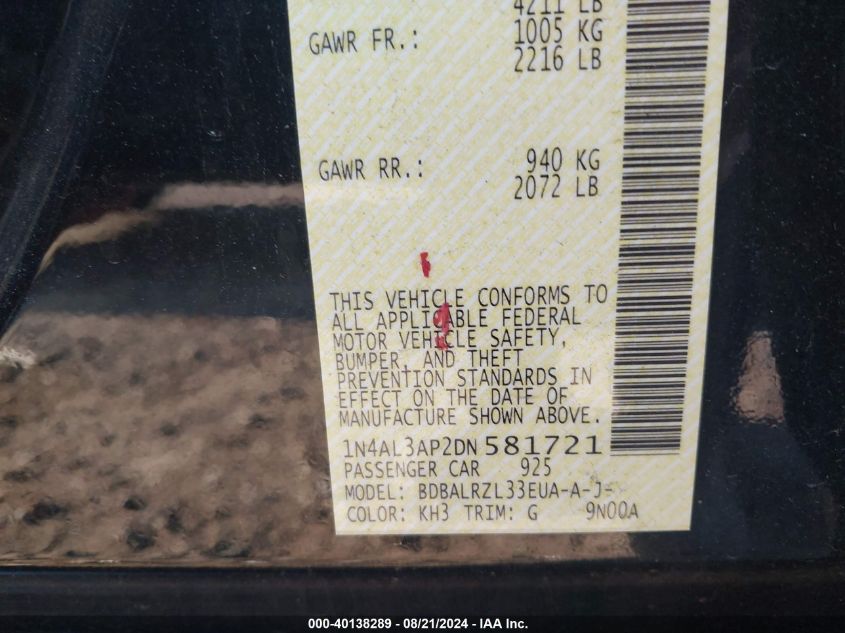 4211 LB
GAWR FR.: 1005 KG
2216 LB
GAWR RR.: 940 KG
2072 LB
THIS VEHICLE CONFORMS TO
ALL APPLICABLE FEDERAL
MOTOR VEHICLE SAFETY,
BUMPER, AND THEFT
PREVENTION STANDARDS IN
EFFECT ON THE DATE OF
MANUFACTURE SHOWN ABOVE.
1N4AL3AP2DN581721
PASSENGER CAR 925
MODEL: BDBALRZL33EUA-A-J-
COLOR: KH3 TRIM: G 9N00A
000-40138289 - 08/21/2024 - IAA Inc.